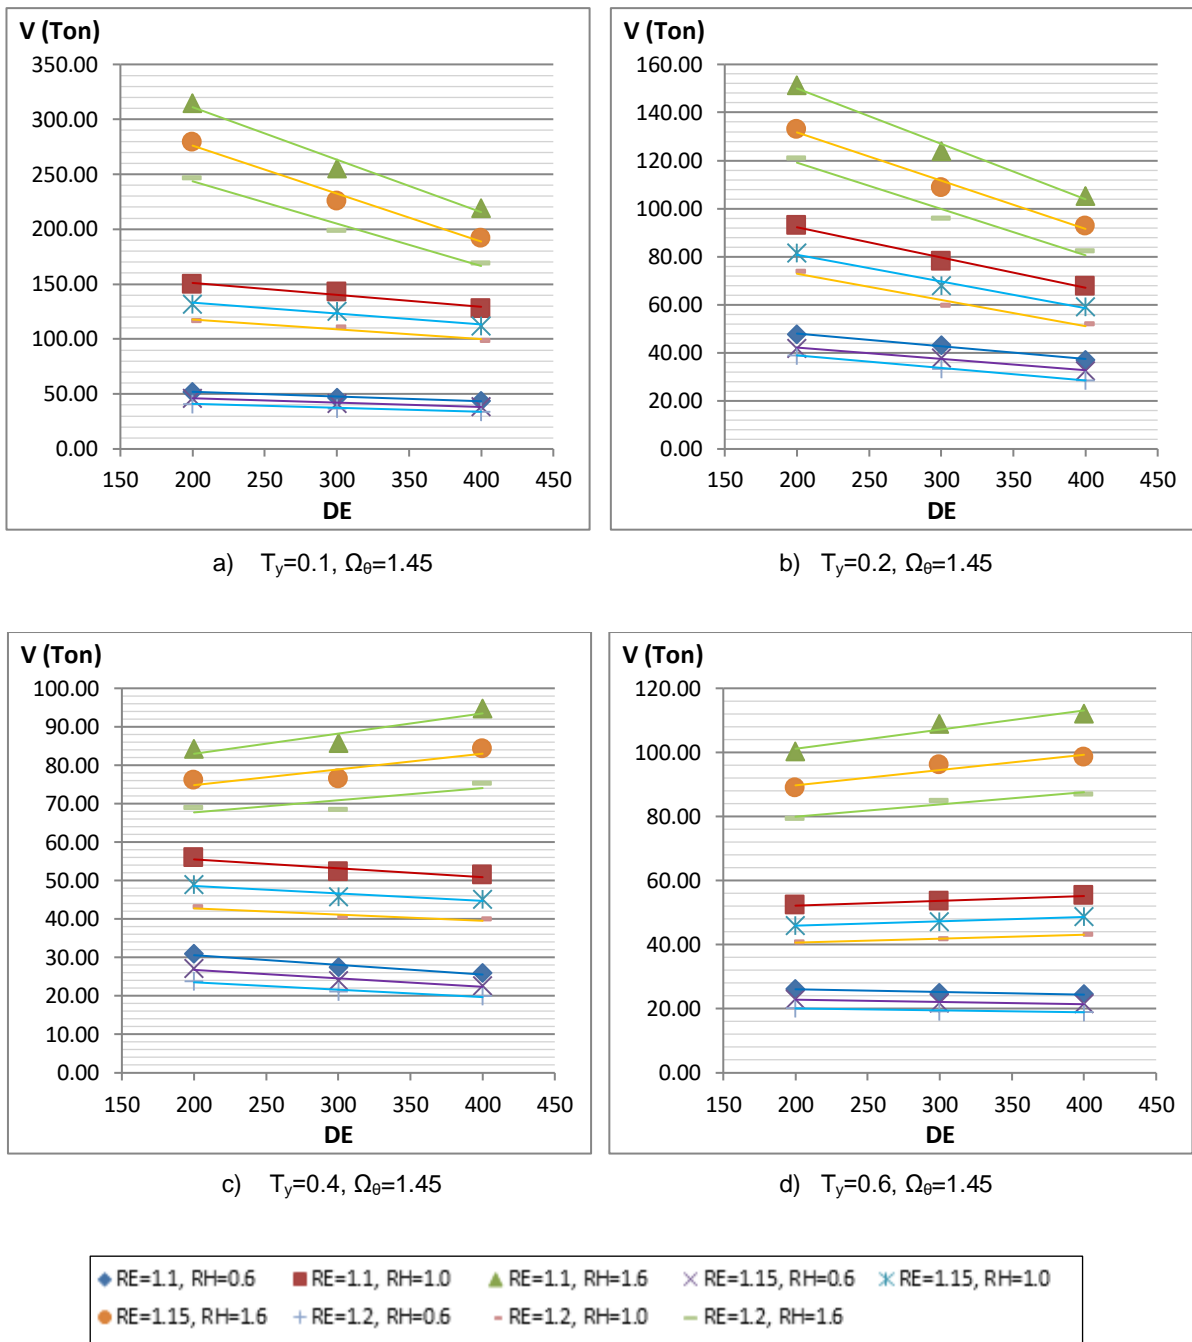 V (Ton)
350.00
300.00
250.00
200.00
150.00
100.00
50.00
0.00
150 200 250 300 350 400 450
DE
a) Ty=0.1, Ωθ=1.45
V (Ton)
160.00
140.00
120.00
100.00
80.00
60.00
40.00
20.00
0.00
150 200 250 300 350 400 450
DE
b) Ty=0.2, Ωθ=1.45
V (Ton)
100.00
90.00
80.00
70.00
60.00
50.00
40.00
30.00
20.00
10.00
0.00
150 200 250 300 350 400 450
DE
c) Ty=0.4, Ωθ=1.45
V (Ton)
120.00
100.00
80.00
60.00
40.00
20.00
0.00
150 200 250 300 350 400 450
DE
d) Ty=0.6, Ωθ=1.45
RE=1.1, RH=0.6 RE=1.1, RH=1.0 RE=1.1, RH=1.6 RE=1.15, RH=0.6 RE=1.15, RH=1.0
RE=1.15, RH=1.6 RE=1.2, RH=0.6 RE=1.2, RH=1.0 RE=1.2, RH=1.6